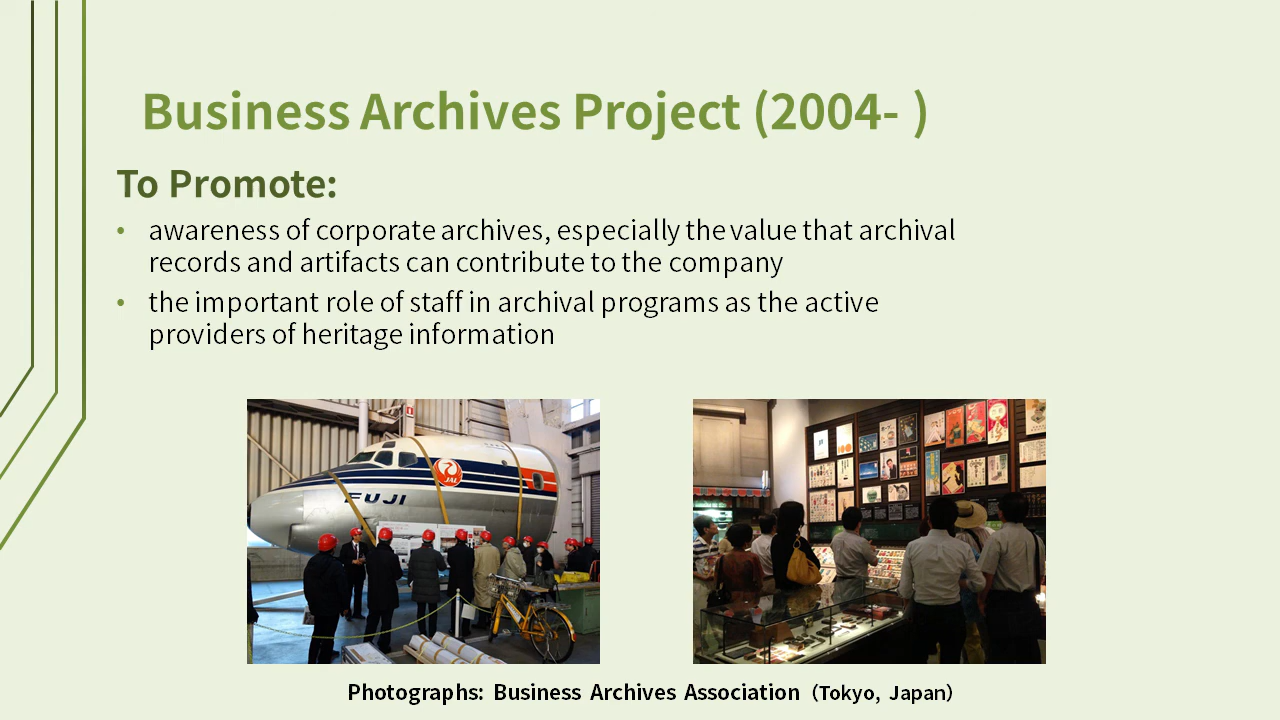 Business Archives Project (2004- )
To Promote:
• awareness of corporate archives, especially the value that archival
records and artifacts can contribute to the company
• the important role of staff in archival programs as the active
providers of heritage information
JAL
FUJI
Photographs: Business Archives Association (Tokyo, Japan)